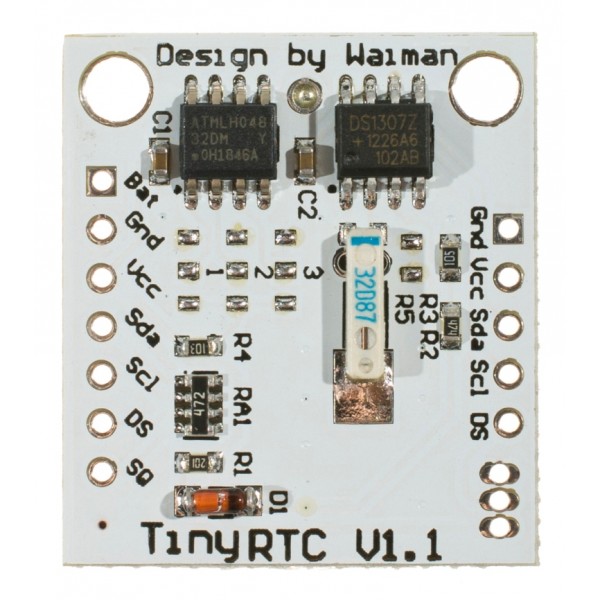 Design by Waiman
C1
ATMLH048
32DM Y
0H1846A
C2
DS1307Z
+1226A6
102AB
Bat
Gnd
Vcc
Sda
Scl
DS
SQ
1 2 3
32D87
R5
R3
R2
105
474
Gnd
Vcc
Sda
Scl
DS
103
R4
472
RA1
102
R1
D1
TinyRTC V1.1